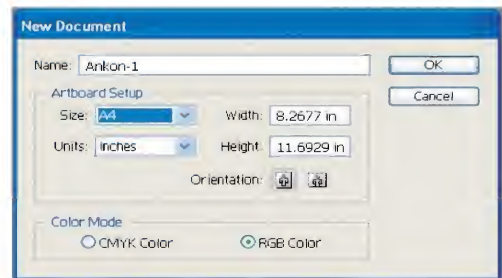 New Document
Name: Ankon-1
OK
Cancel
Artboard Setup
Size: A4 Width: 8.2677 in
Units: inches Height: 11.6929 in
Orientation:
Color Mode
CMYK Color RGB Color